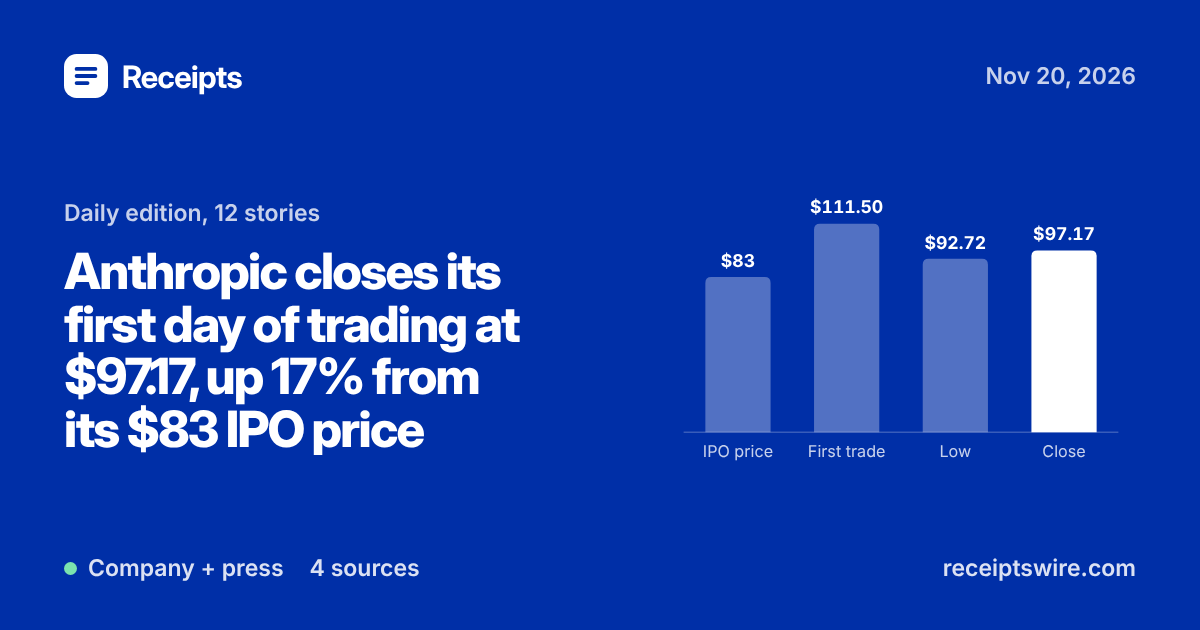 Receipts
Nov 20, 2026
Daily edition, 12 stories
Anthropic closes its
first day of trading at
$97.17, up 17% from
its $83 IPO price
$83
$111.50
$92.72
$97.17
IPO price
First trade
Low
Close
Company + press
4 sources
receiptswire.com